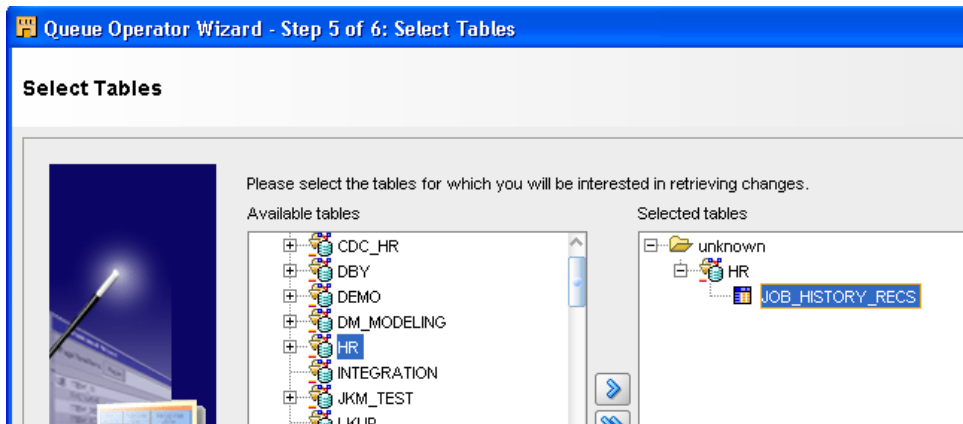 Queue Operator Wizard - Step 5 of 6: Select Tables
Select Tables
Please select the tables for which you will be interested in retrieving changes.
Available tables
CDC_HR
DBY
DEMO
DM_MODELING
HR
INTEGRATION
JKM_TEST
Selected tables
unknown
HR
JOB_HISTORY_RECS